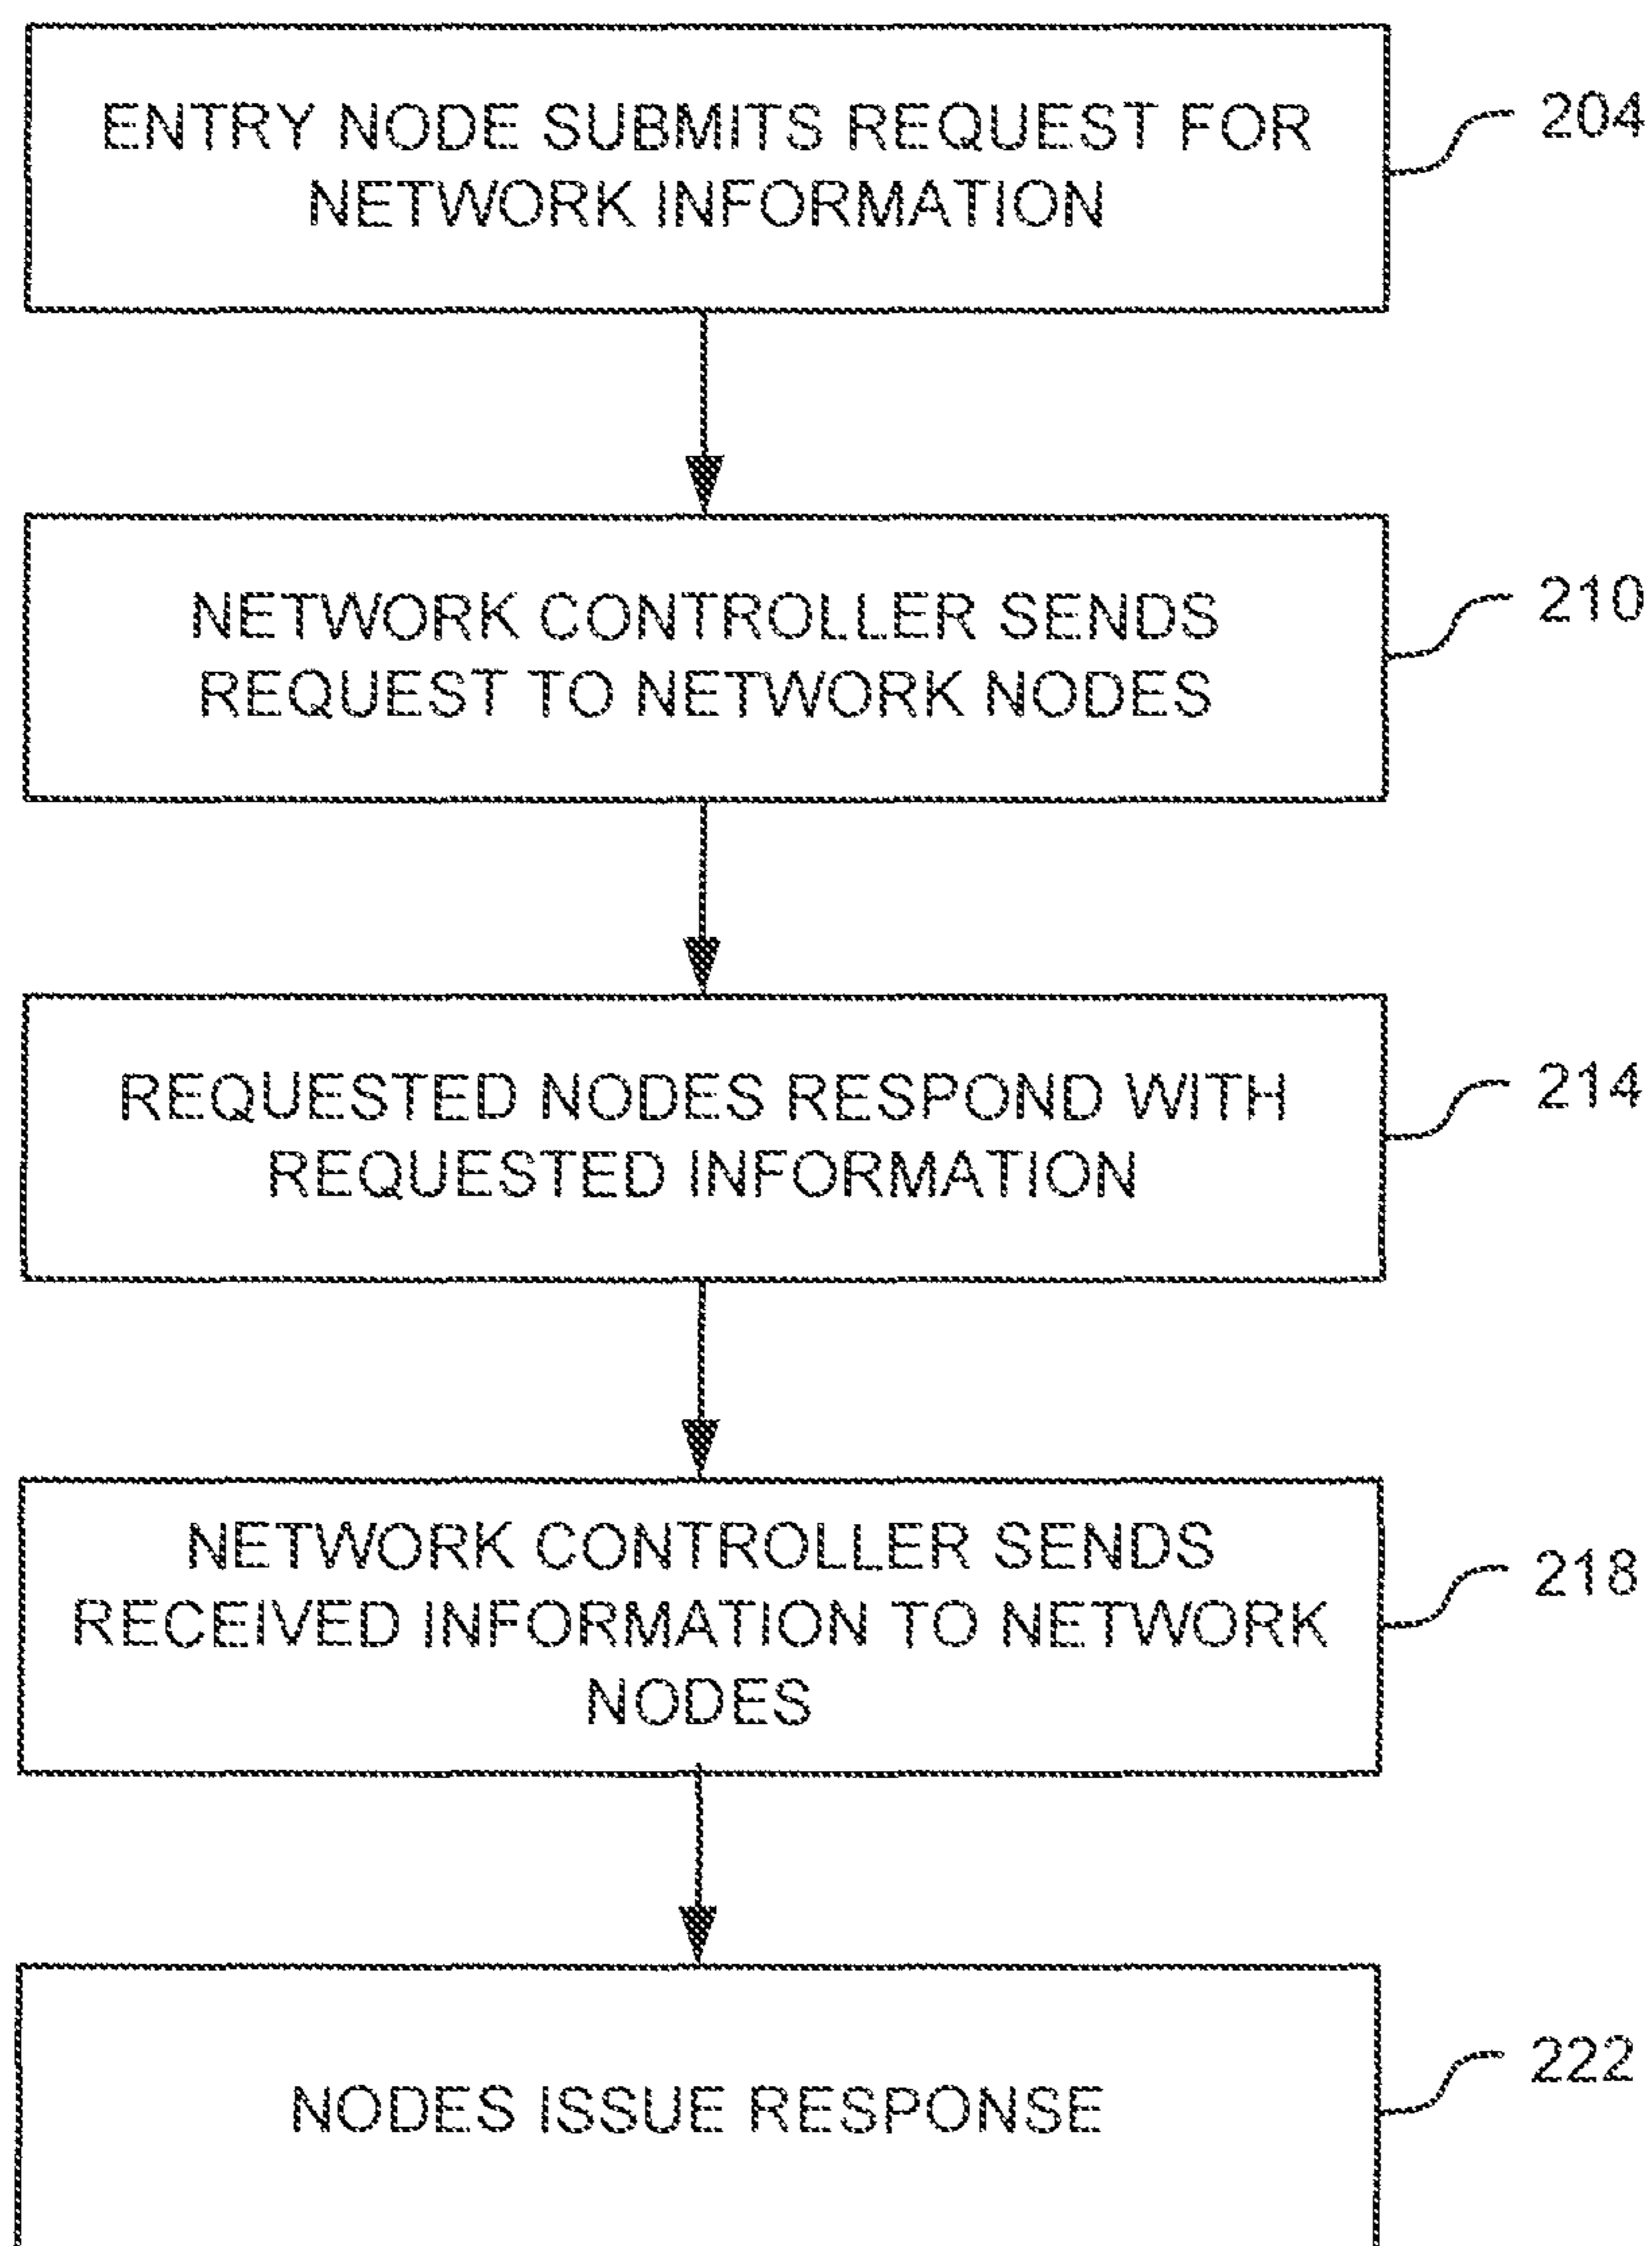 ENTRY NODE SUBMITS REQUEST FOR
NETWORK INFORMATION
204
NETWORK CONTROLLER SENDS
REQUEST TO NETWORK NODES
210
REQUESTED NODES RESPOND WITH
REQUESTED INFORMATION
214
NETWORK CONTROLLER SENDS
RECEIVED INFORMATION TO NETWORK
NODES
218
NODES ISSUE RESPONSE
222